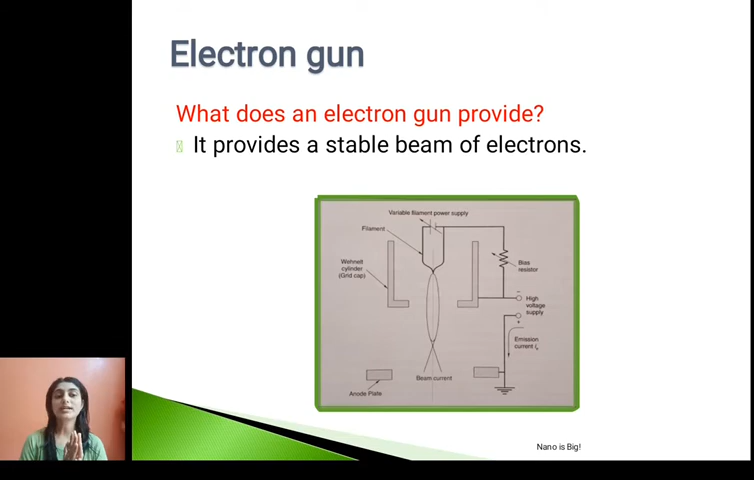 Electron gun
What does an electron gun provide?
It provides a stable beam of electrons.
Variable filament power supply
Filament
Wehnelt
cylinder
(Grid cap)
Bias
resistor
−
High
voltage
supply
+
Emission
current ie
Beam current
Anode Plate
Nano is Big!